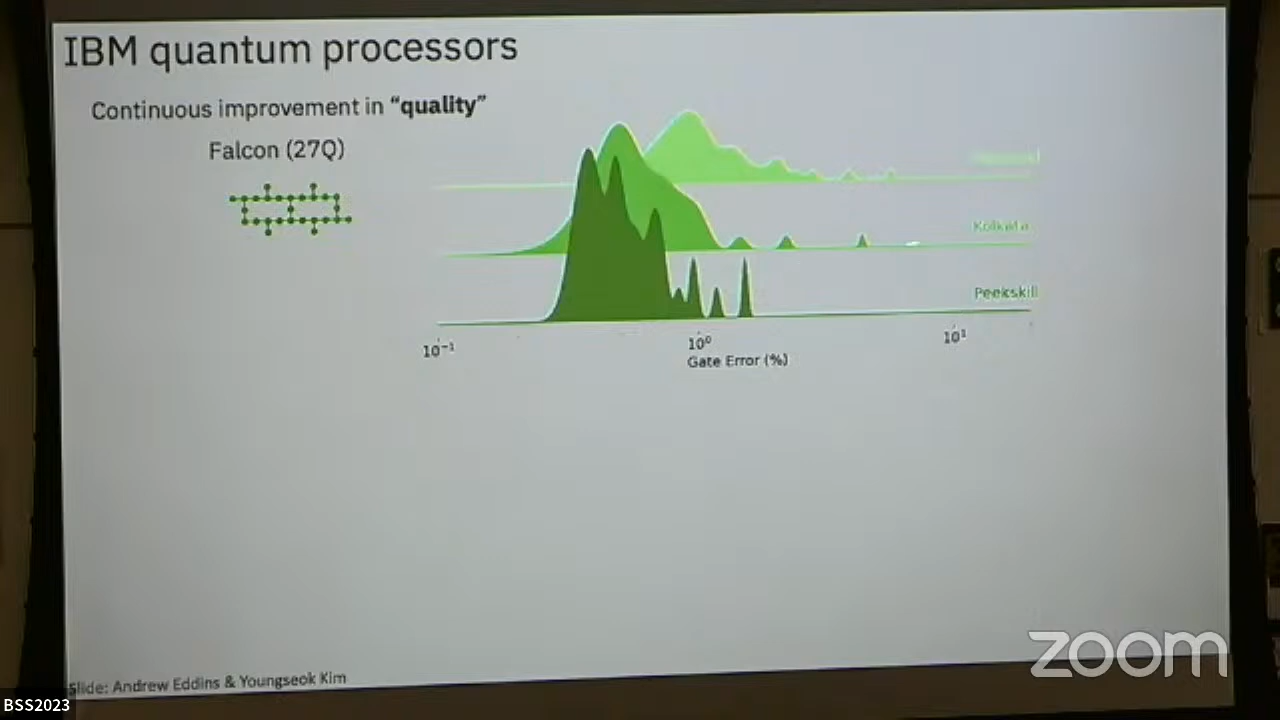 IBM quantum processors
Continuous improvement in “quality”
Falcon (27Q)
Kolkata
Peekskill
10⁻¹
10⁰
10¹
Gate Error (%)
Slide: Andrew Eddins & Youngseok Kim
zoom
BSS2023